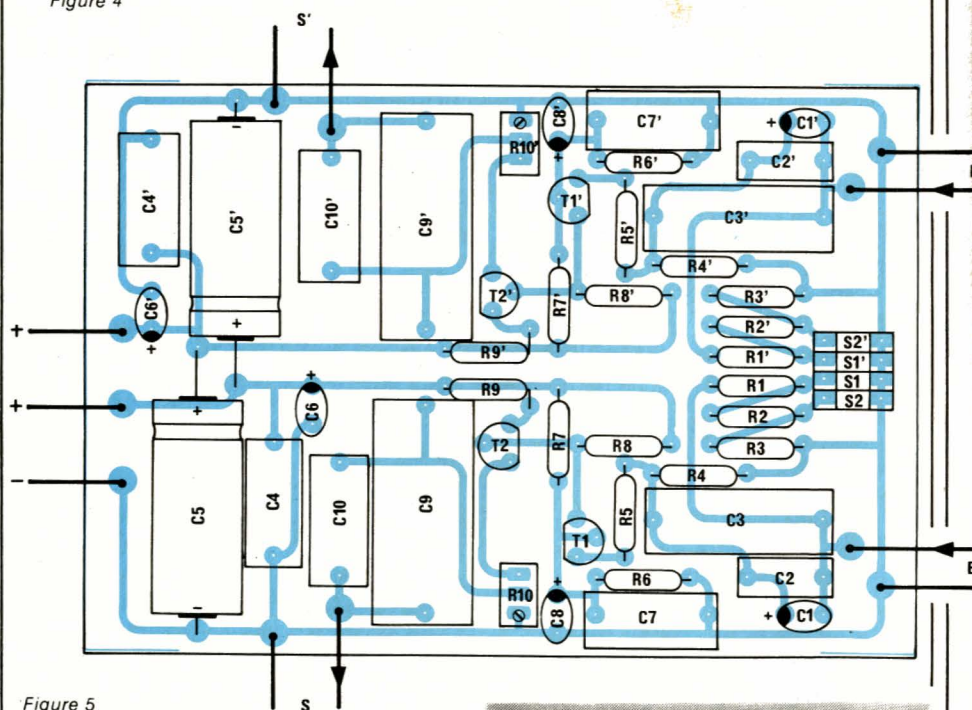 Figure 4
S'
C8'
C7'
C1'
+
R10'
C2'
+
R6'
C4'
C5'
C10'
C9'
T1'
R5'
C3'
R4'
T2'
R7'
R8'
R3'
C6'
R2'
+
+
+
S2'
R9'
R1'
S1'
+
R9
R1
S1
+
+
C6
R2
S2
T2
R7
R8
R3
−
R4
C5
C4
C10
C9
R5
C3
T1
+
R6
C2
R10
C8
C7
+
C1
S
Figure 5